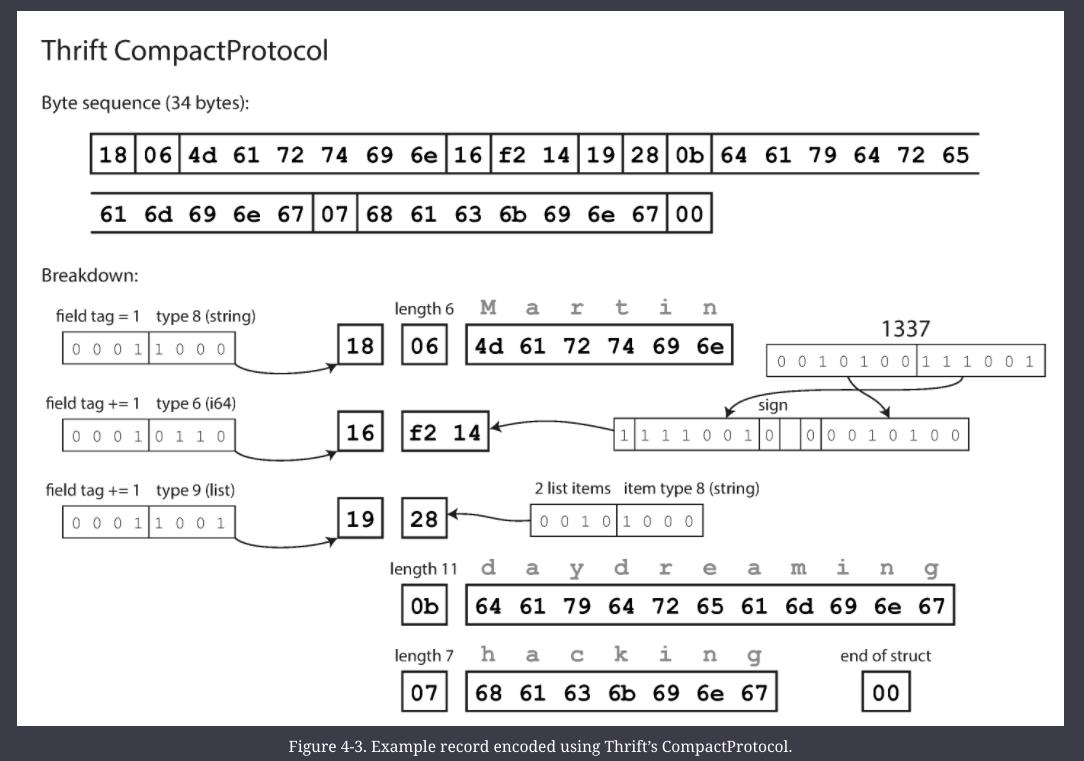 Thrift CompactProtocol
Byte sequence (34 bytes):
18 06 4d 61 72 74 69 6e 16 f2 14 19 28 0b 64 61 79 64 72 65
61 6d 69 6e 67 07 68 61 63 6b 69 6e 67 00
Breakdown:
field tag = 1 type 8 (string)
0 0 0 1 1 0 0 0
18
length 6
06
M a r t i n
4d 61 72 74 69 6e
1337
0 0 1 0 1 0 0 1 1 1 0 0 1
field tag += 1 type 6 (i64)
0 0 0 1 0 1 1 0
16
f2 14
sign
1 1 1 1 0 0 1 0 0 0 0 1 0 1 0 0
field tag += 1 type 9 (list)
0 0 0 1 1 0 0 1
19
28
2 list items item type 8 (string)
0 0 1 0 1 0 0 0
length 11
0b
d a y d r e a m i n g
64 61 79 64 72 65 61 6d 69 6e 67
length 7
07
h a c k i n g
68 61 63 6b 69 6e 67
end of struct
00
Figure 4-3. Example record encoded using Thrift’s CompactProtocol.